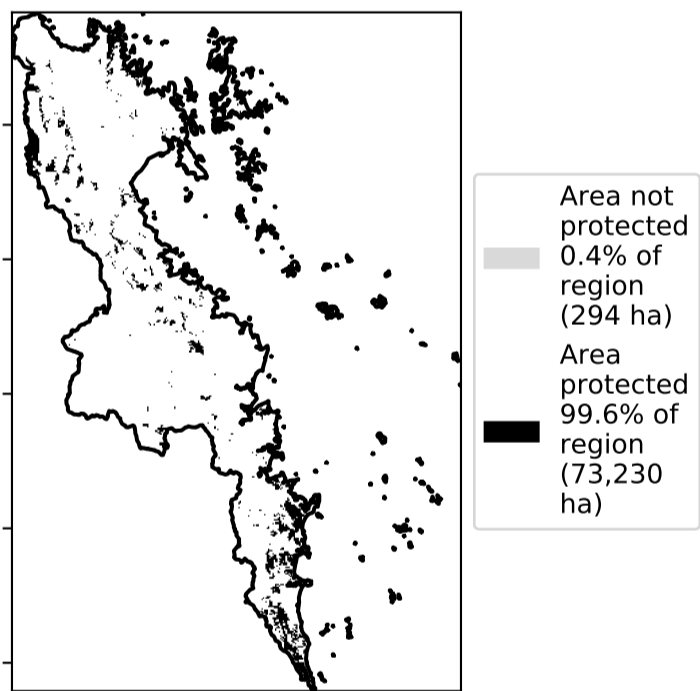 Area not
protected
0.4% of
region
(294 ha)
Area
protected
99.6% of
region
(73,230
ha)